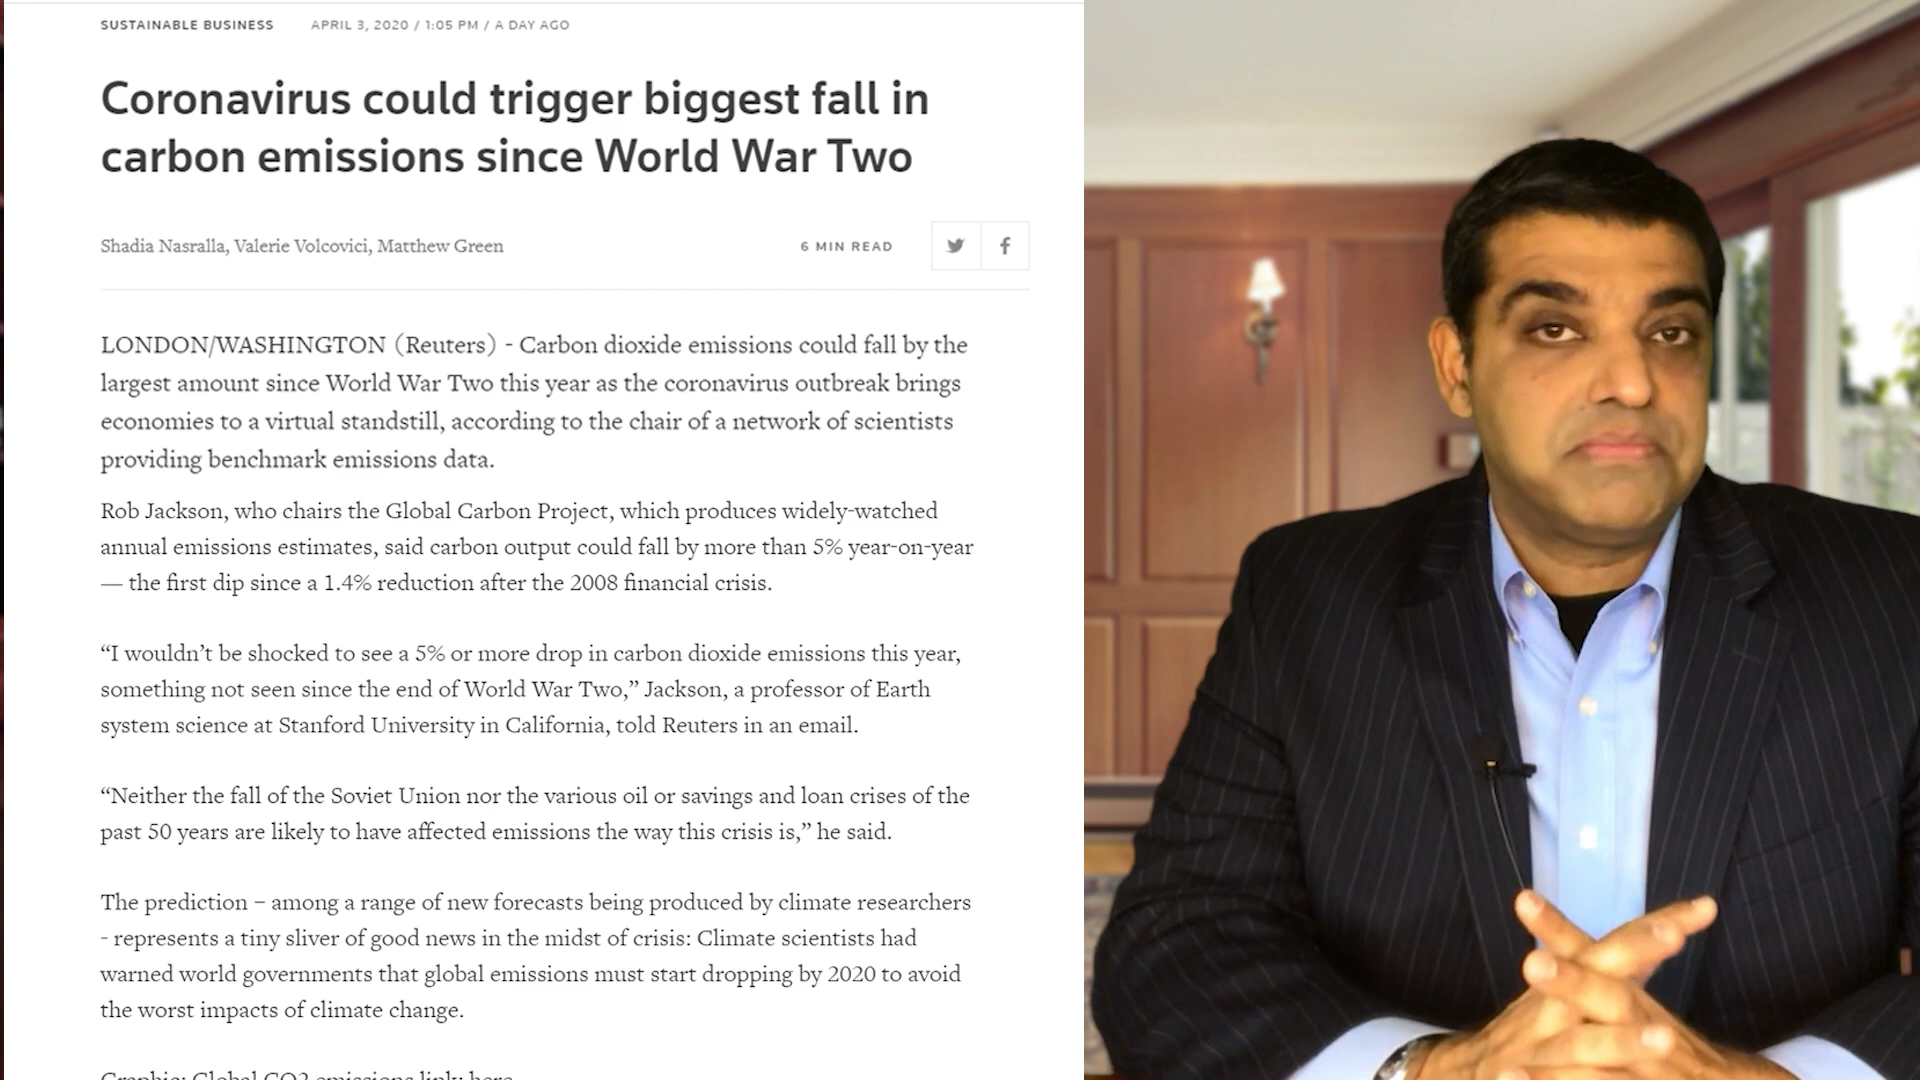 SUSTAINABLE BUSINESS APRIL 3, 2020 / 1:05 PM / A DAY AGO
Coronavirus could trigger biggest fall in
carbon emissions since World War Two
Shadia Nasralla, Valerie Volcovici, Matthew Green 6 MIN READ
LONDON/WASHINGTON (Reuters) - Carbon dioxide emissions could fall by the
largest amount since World War Two this year as the coronavirus outbreak brings
economies to a virtual standstill, according to the chair of a network of scientists
providing benchmark emissions data.
Rob Jackson, who chairs the Global Carbon Project, which produces widely-watched
annual emissions estimates, said carbon output could fall by more than 5% year-on-year
— the first dip since a 1.4% reduction after the 2008 financial crisis.
“I wouldn’t be shocked to see a 5% or more drop in carbon dioxide emissions this year,
something not seen since the end of World War Two,” Jackson, a professor of Earth
system science at Stanford University in California, told Reuters in an email.
“Neither the fall of the Soviet Union nor the various oil or savings and loan crises of the
past 50 years are likely to have affected emissions the way this crisis is,” he said.
The prediction – among a range of new forecasts being produced by climate researchers
- represents a tiny sliver of good news in the midst of crisis: Climate scientists had
warned world governments that global emissions must start dropping by 2020 to avoid
the worst impacts of climate change.
Graphic: Global CO2 emissions link: here